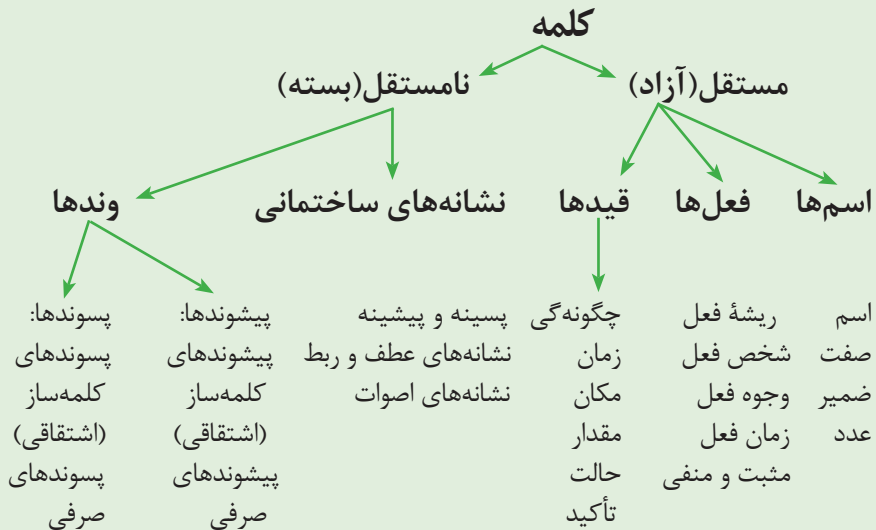 کلمه
مستقل(آزاد) نامستقل(بسته)
اسم‌ها فعل‌ها قیدها نشانه‌های ساختمانی وندها
اسم ریشۀ فعل چگونه‌گی پسینه و پیشینه پیشوندها: پسوندها:
صفت شخص فعل زمان نشانه‌های عطف و ربط پیشوندهای پسوندهای
ضمیر وجوه فعل مکان نشانه‌های اصوات کلمه‌ساز کلمه‌ساز
عدد زمان فعل مقدار (اشتقاقی) (اشتقاقی)
مثبت و منفی حالت پیشوندهای پسوندهای
تأکید صرفی صرفی